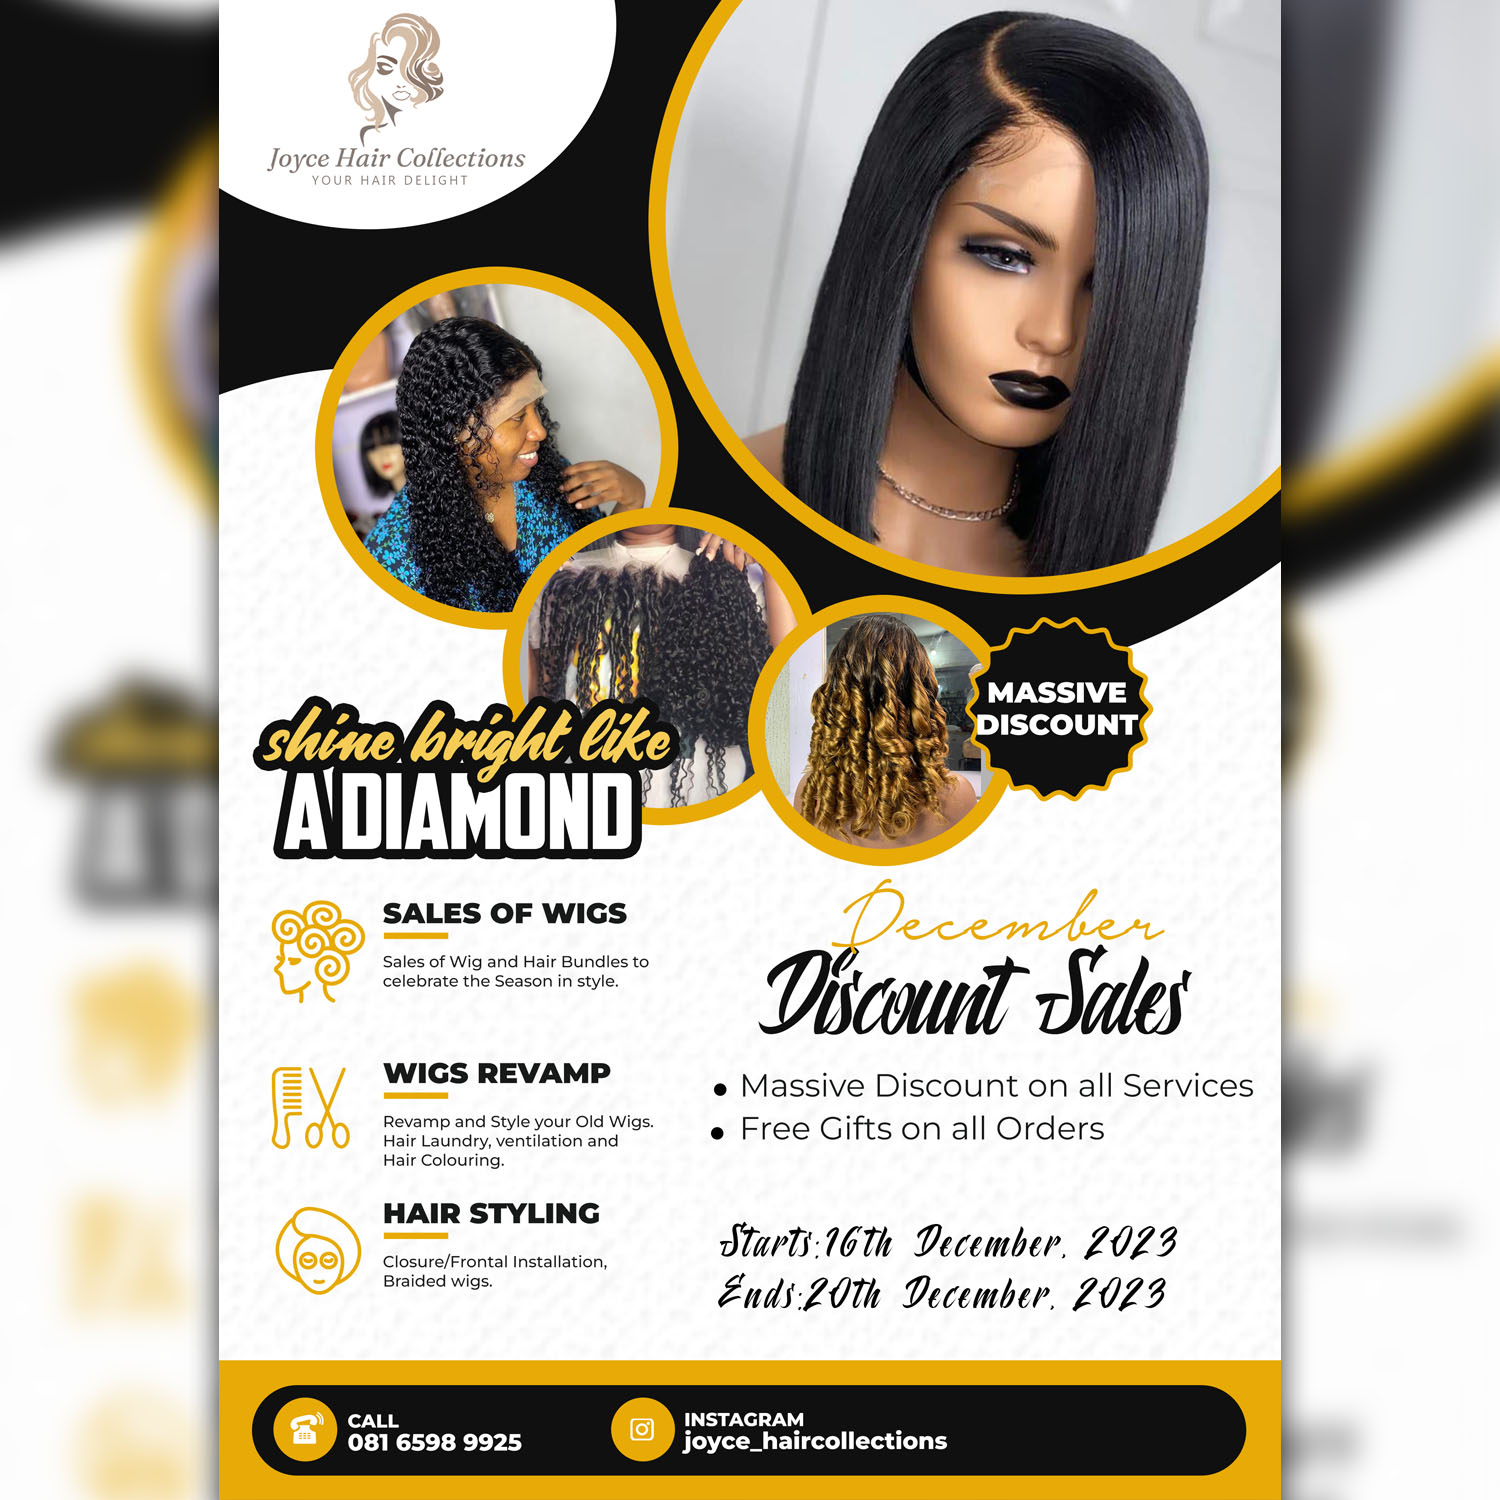 Joyce Hair Collections
YOUR HAIR DELIGHT
MASSIVE
DISCOUNT
shine bright like
A DIAMOND
SALES OF WIGS
Sales of Wig and Hair Bundles to
celebrate the Season in style.
WIGS REVAMP
Revamp and Style your Old Wigs.
Hair Laundry, ventilation and
Hair Colouring.
HAIR STYLING
Closure/Frontal Installation,
Braided wigs.
December
Discount Sales
• Massive Discount on all Services
• Free Gifts on all Orders
Starts:16th December, 2023
Ends:20th December, 2023
CALL
081 6598 9925
INSTAGRAM
joyce_haircollections